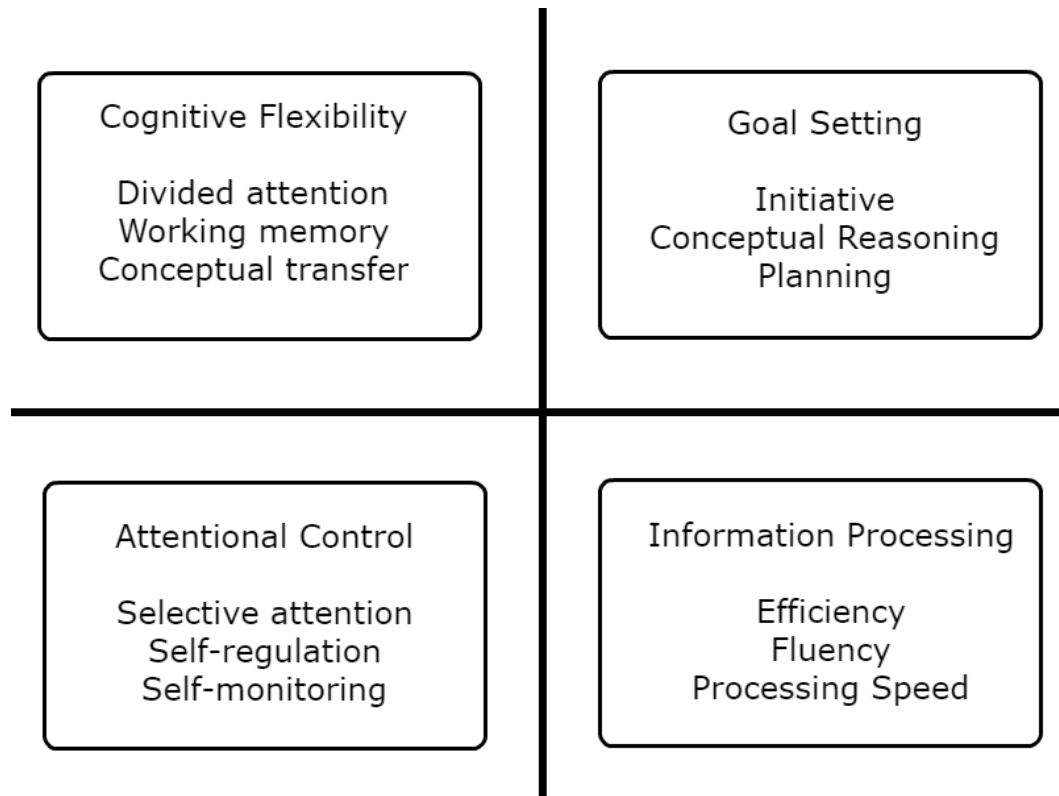 Cognitive Flexibility
Divided attention
Working memory
Conceptual transfer
Goal Setting
Initiative
Conceptual Reasoning
Planning
Attentional Control
Selective attention
Self-regulation
Self-monitoring
Information Processing
Efficiency
Fluency
Processing Speed